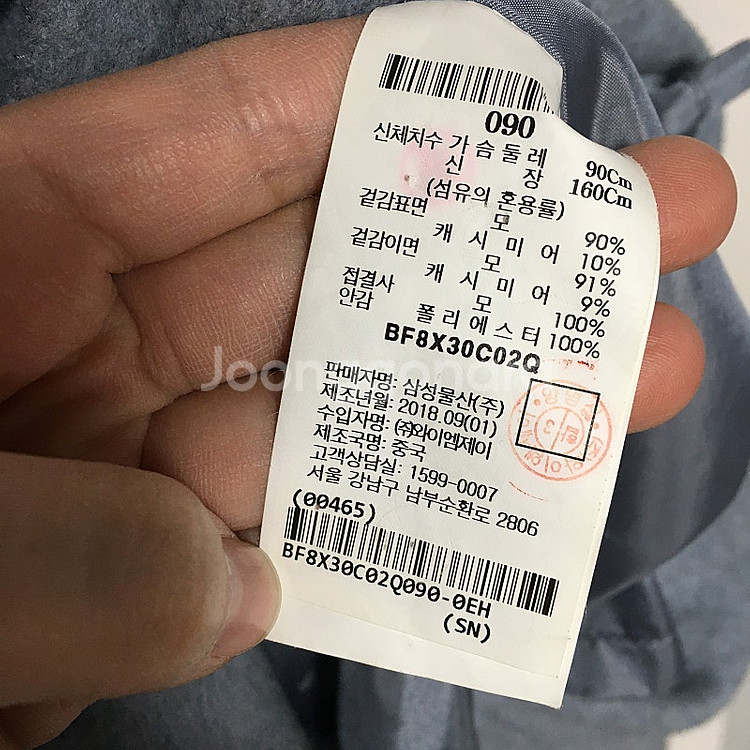 090
신체치수 가 슴 둘 레 90Cm
신 장 160Cm
(섬유의 혼용률)
겉감표면 모 90%
캐 시 미 어 10%
겉감이면 모 91%
캐 시 미 어 9%
접결사 모 100%
안감 폴 리 에 스 터 100%
BF8X30C02Q
판매자명: 삼성물산(주)
제조년월: 2018.09(01)
수입자명: ㈜와이엠제이
제조국명: 중국
고객상담실: 1599-0007
서울 강남구 남부순환로 2806
(00465)
BF8X30C02Q090-0EH
(SN)